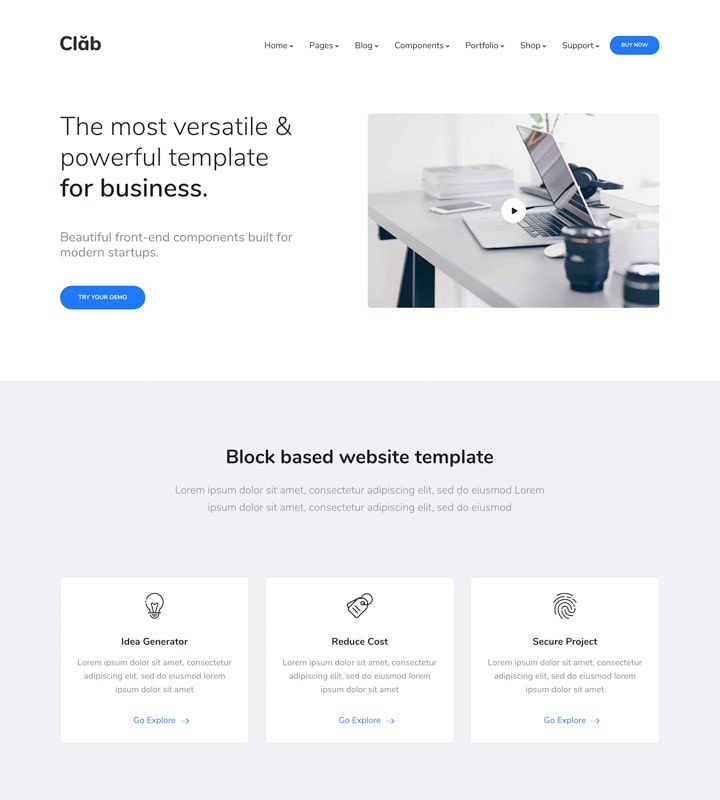 Clăb
Home
Pages
Blog
Components
Portfolio
Shop
Support
BUY NOW
The most versatile &
powerful template
for business.
Beautiful front-end components built for
modern startups.
TRY YOUR DEMO
Block based website template
Lorem ipsum dolor sit amet, consectetur adipiscing elit, sed do eiusmod Lorem
ipsum dolor sit amet, consectetur adipiscing elit, sed do eiusmod
Idea Generator
Lorem ipsum dolor sit amet, consectetur
adipiscing elit, sed do eiusmod lorem
ipsum dolor sit amet
Go Explore
Reduce Cost
Lorem ipsum dolor sit amet, consectetur
adipiscing elit, sed do eiusmod lorem
ipsum dolor sit amet
Go Explore
Secure Project
Lorem ipsum dolor sit amet, consectetur
adipiscing elit, sed do eiusmod lorem
ipsum dolor sit amet
Go Explore